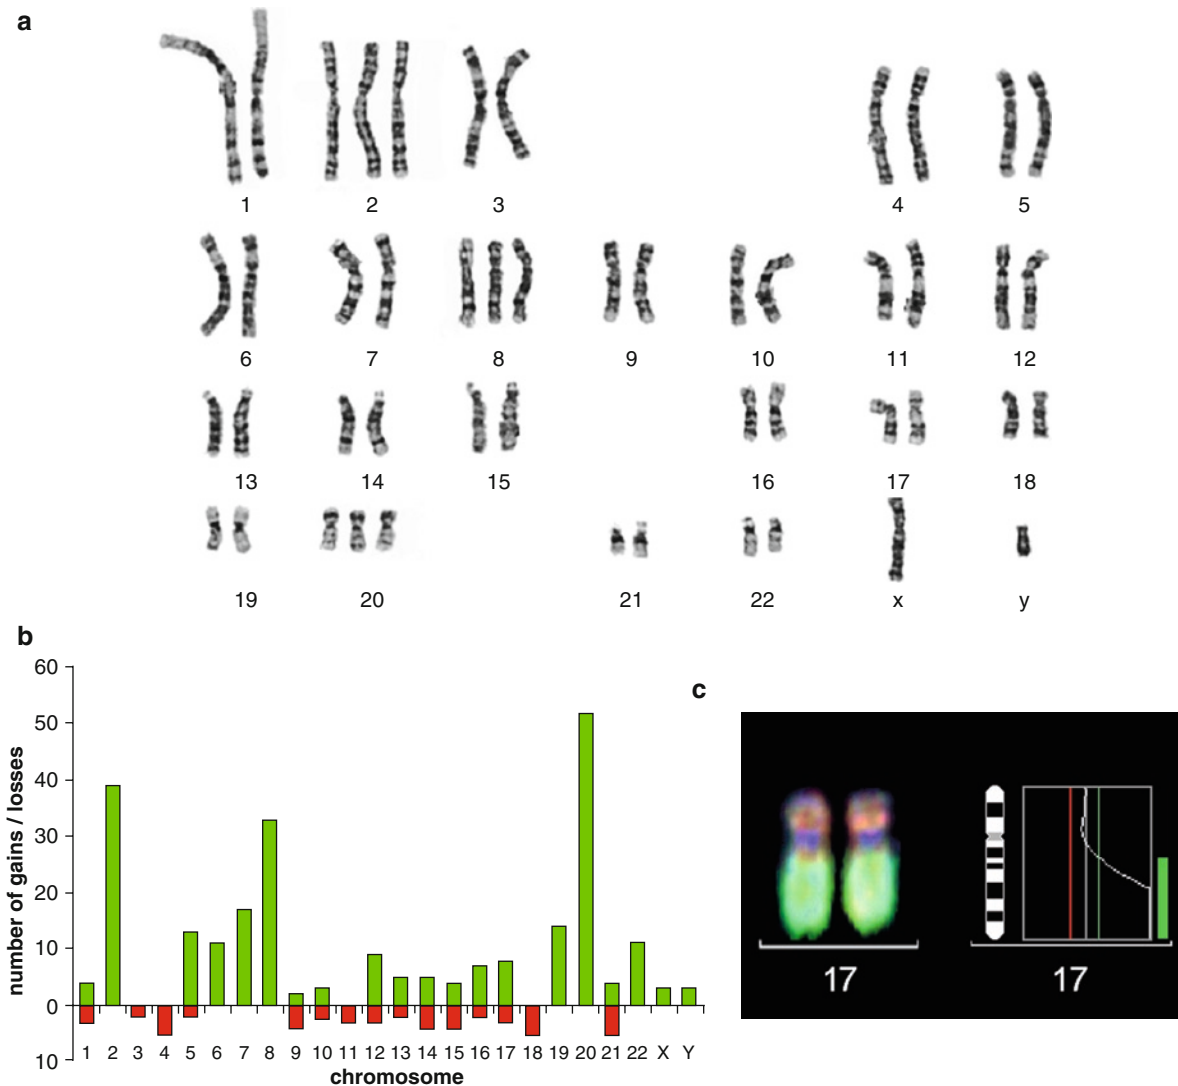 a
1 2 3 4 5
6 7 8 9 10 11 12
13 14 15 16 17 18
19 20 21 22 x y
b
number of gains / losses
60
50
40
30
20
10
0
10
1 2 3 4 5 6 7 8 9 10 11 12 13 14 15 16 17 18 19 20 21 22 X Y
chromosome
c
17 17